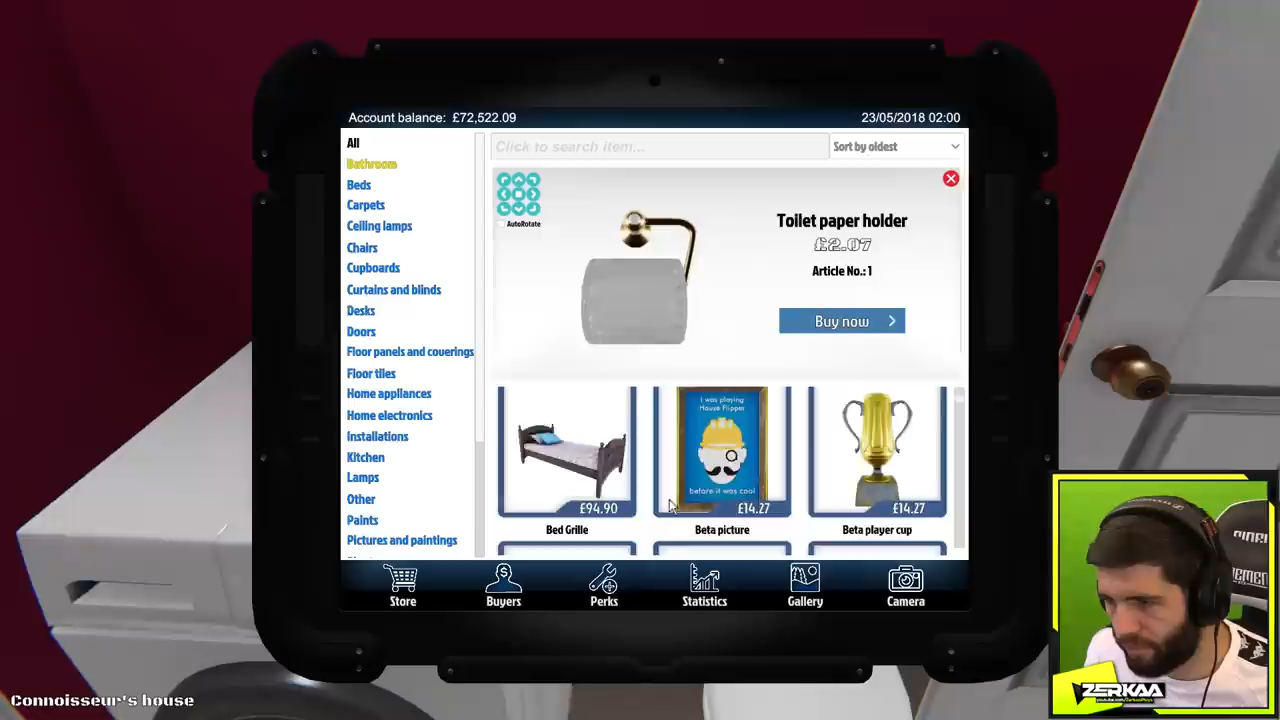 Account balance: £72,522.09
23/05/2018 02:00
All
Bathroom
Beds
Carpets
Ceiling lamps
Chairs
Cupboards
Curtains and blinds
Desks
Doors
Floor panels and coverings
Floor tiles
Home appliances
Home electronics
Installations
Kitchen
Lamps
Other
Paints
Pictures and paintings
Click to search item...
Sort by oldest
AutoRotate
Toilet paper holder
£2.07
Article No.: 1
Buy now
I was playing
House Flipper
before it was cool
£94.90
£14.27
£14.27
Bed Grille
Beta picture
Beta player cup
Store
Buyers
Perks
Statistics
Gallery
Camera
Connoisseur's house
ZERKAA